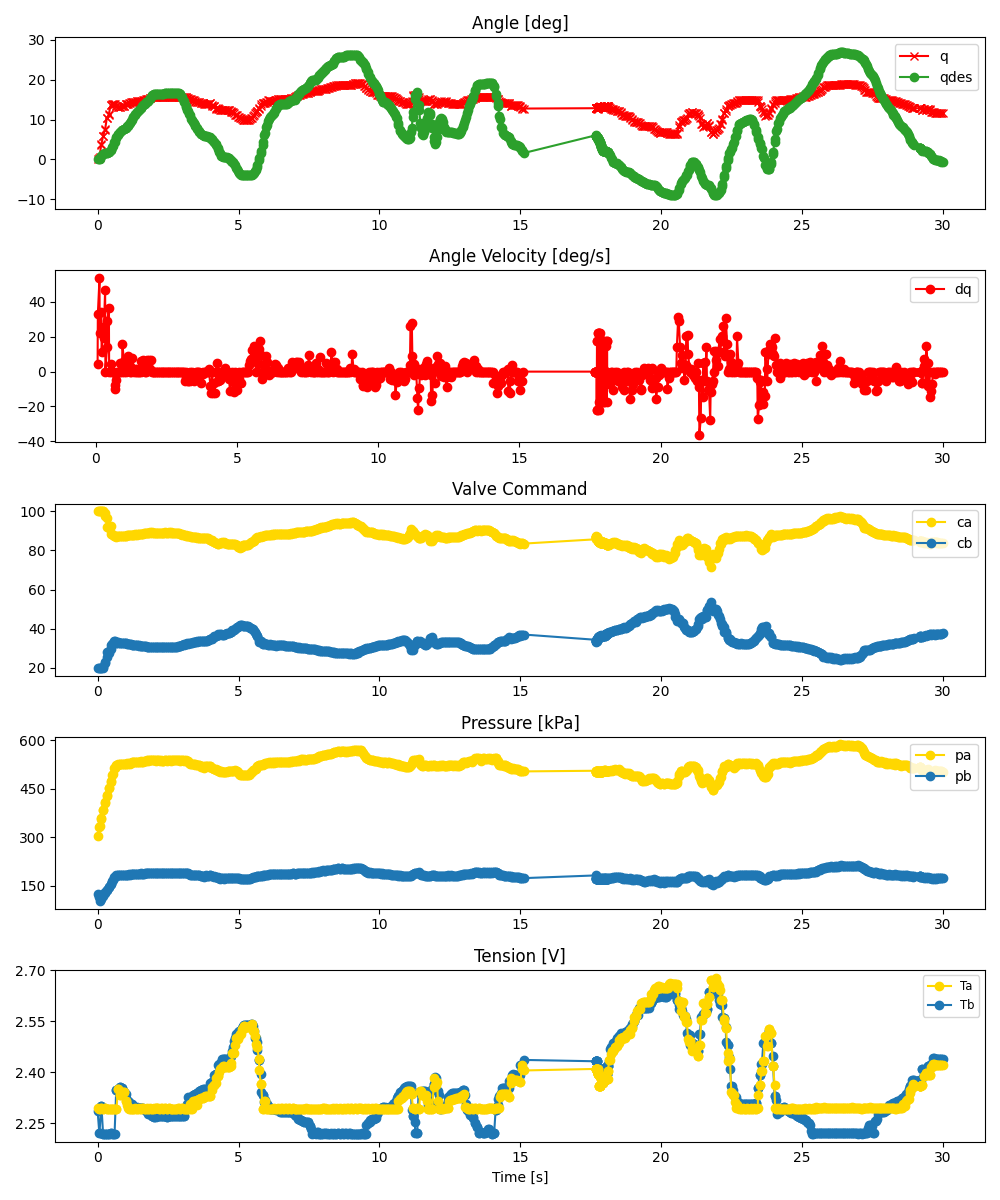 Angle [deg]
30
20
10
0
−10
q
qdes
0 5 10 15 20 25 30
Angle Velocity [deg/s]
40
20
0
−20
−40
dq
0 5 10 15 20 25 30
Valve Command
100
80
60
40
20
ca
cb
0 5 10 15 20 25 30
Pressure [kPa]
600
450
300
150
pa
pb
0 5 10 15 20 25 30
Tension [V]
2.70
2.55
2.40
2.25
Ta
Tb
0 5 10 15 20 25 30
Time [s]